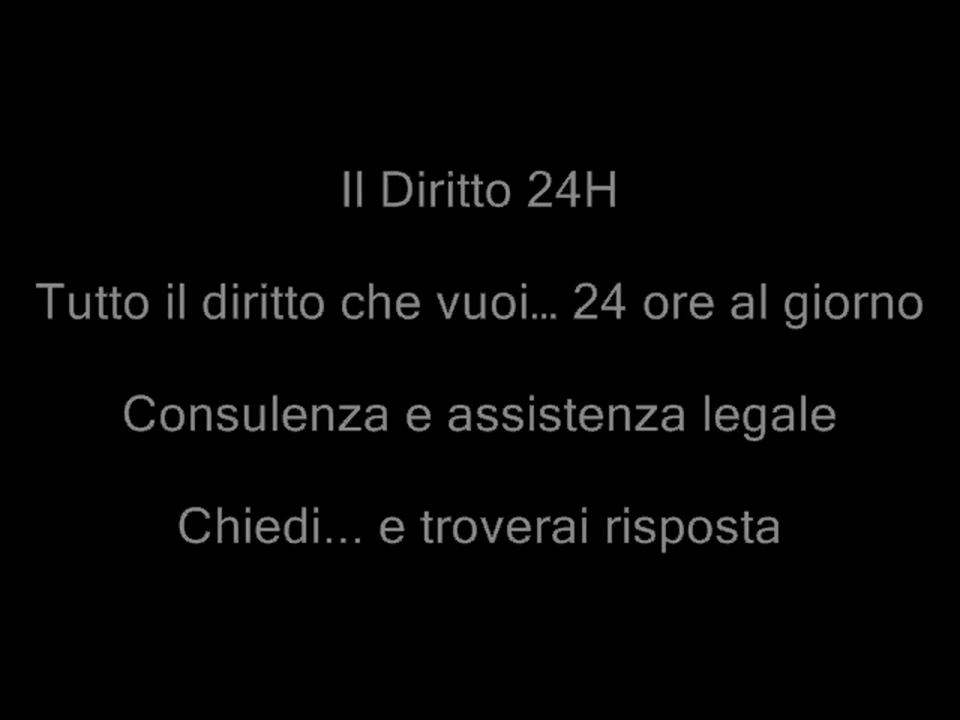 Il Diritto 24H
Tutto il diritto che vuoi… 24 ore al giorno
Consulenza e assistenza legale
Chiedi... e troverai risposta